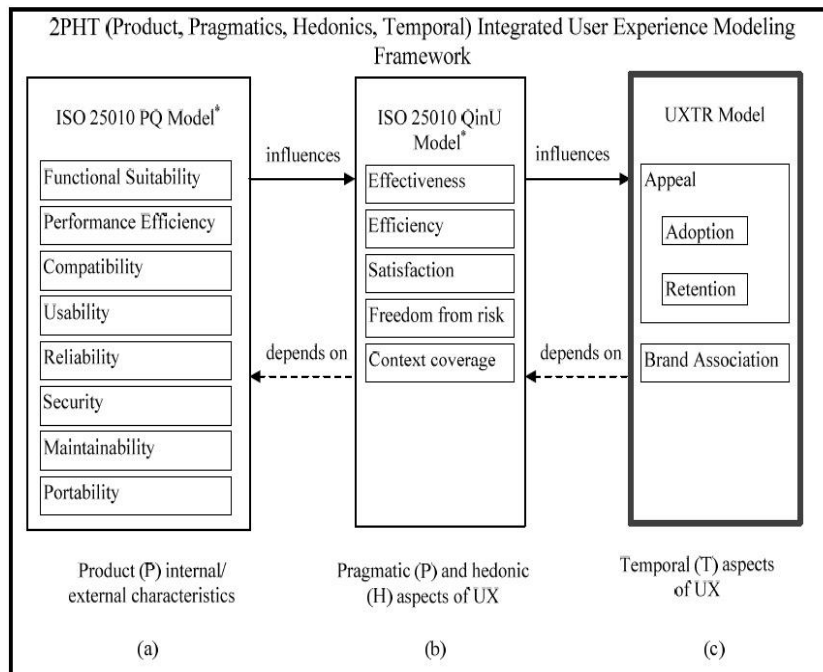 2PHT (Product, Pragmatics, Hedonics, Temporal) Integrated User Experience Modeling
Framework
ISO 25010 PQ Model*
Functional Suitability
Performance Efficiency
Compatibility
Usability
Reliability
Security
Maintainability
Portability
influences
depends on
ISO 25010 QinU
Model*
Effectiveness
Efficiency
Satisfaction
Freedom from risk
Context coverage
influences
depends on
UXTR Model
Appeal
Adoption
Retention
Brand Association
Product (P) internal/
external characteristics
Pragmatic (P) and hedonic
(H) aspects of UX
Temporal (T) aspects
of UX
(a)
(b)
(c)